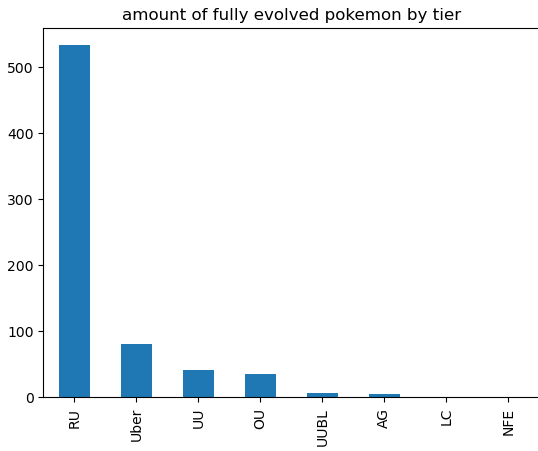 amount of fully evolved pokemon by tier
500
400
300
200
100
0
RU
Uber
UU
OU
UUBL
AG
LC
NFE